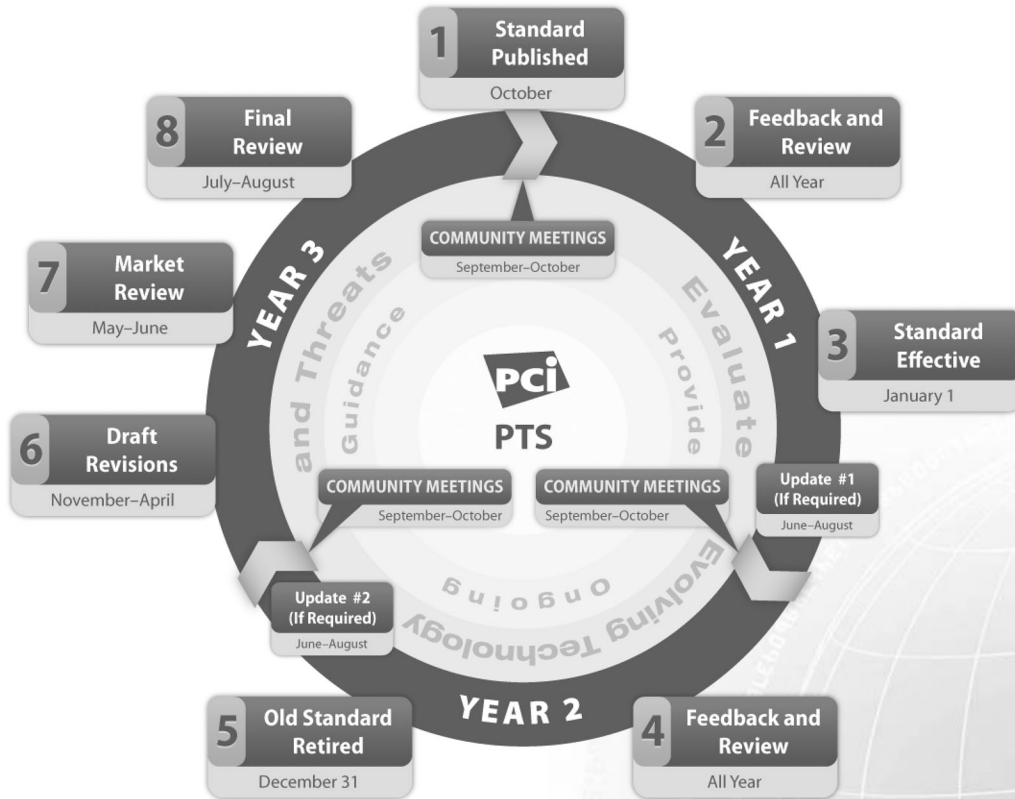 1
Standard
Published
October
2
Feedback and
Review
All Year
3
Standard
Effective
January 1
Update #1
(If Required)
June–August
4
Feedback and
Review
All Year
5
Old Standard
Retired
December 31
Update #2
(If Required)
June–August
6
Draft
Revisions
November–April
7
Market
Review
May–June
8
Final
Review
July–August
YEAR 1
YEAR 2
YEAR 3
COMMUNITY MEETINGS
September–October
COMMUNITY MEETINGS
September–October
COMMUNITY MEETINGS
September–October
Evaluate
Evolving Technology
and Threats
Provide
Ongoing
Guidance
PCi
PTS